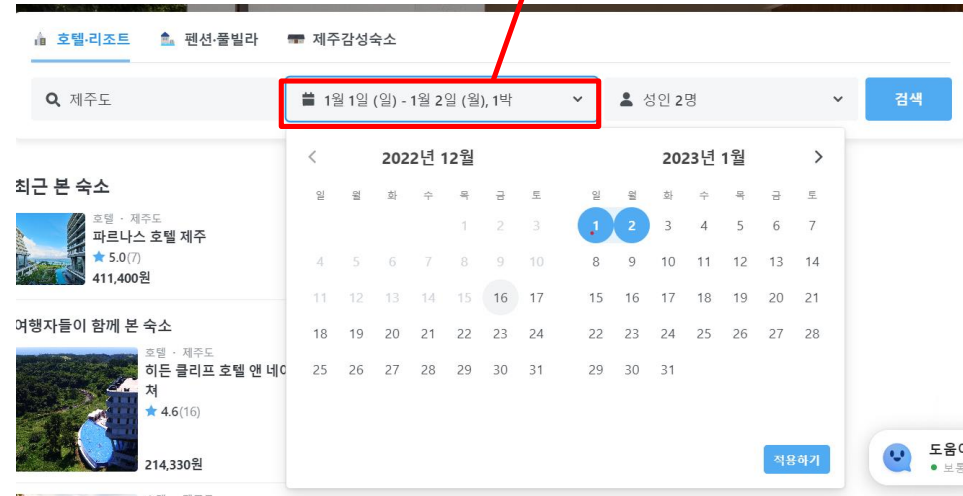 호텔·리조트 펜션·풀빌라 제주감성숙소
제주도 1월 1일 (일) - 1월 2일 (월), 1박 성인 2명 검색
2022년 12월 2023년 1월
일 월 화 수 목 금 토 일 월 화 수 목 금 토
1 2 3 1 2 3 4 5 6 7
4 5 6 7 8 9 10 8 9 10 11 12 13 14
11 12 13 14 15 16 17 15 16 17 18 19 20 21
18 19 20 21 22 23 24 22 23 24 25 26 27 28
25 26 27 28 29 30 31 29 30 31
적용하기
최근 본 숙소
호텔 · 제주도
파르나스 호텔 제주
5.0(7)
411,400원
여행자들이 함께 본 숙소
호텔 · 제주도
히든 클리프 호텔 앤 네이
쳐
4.6(16)
214,330원